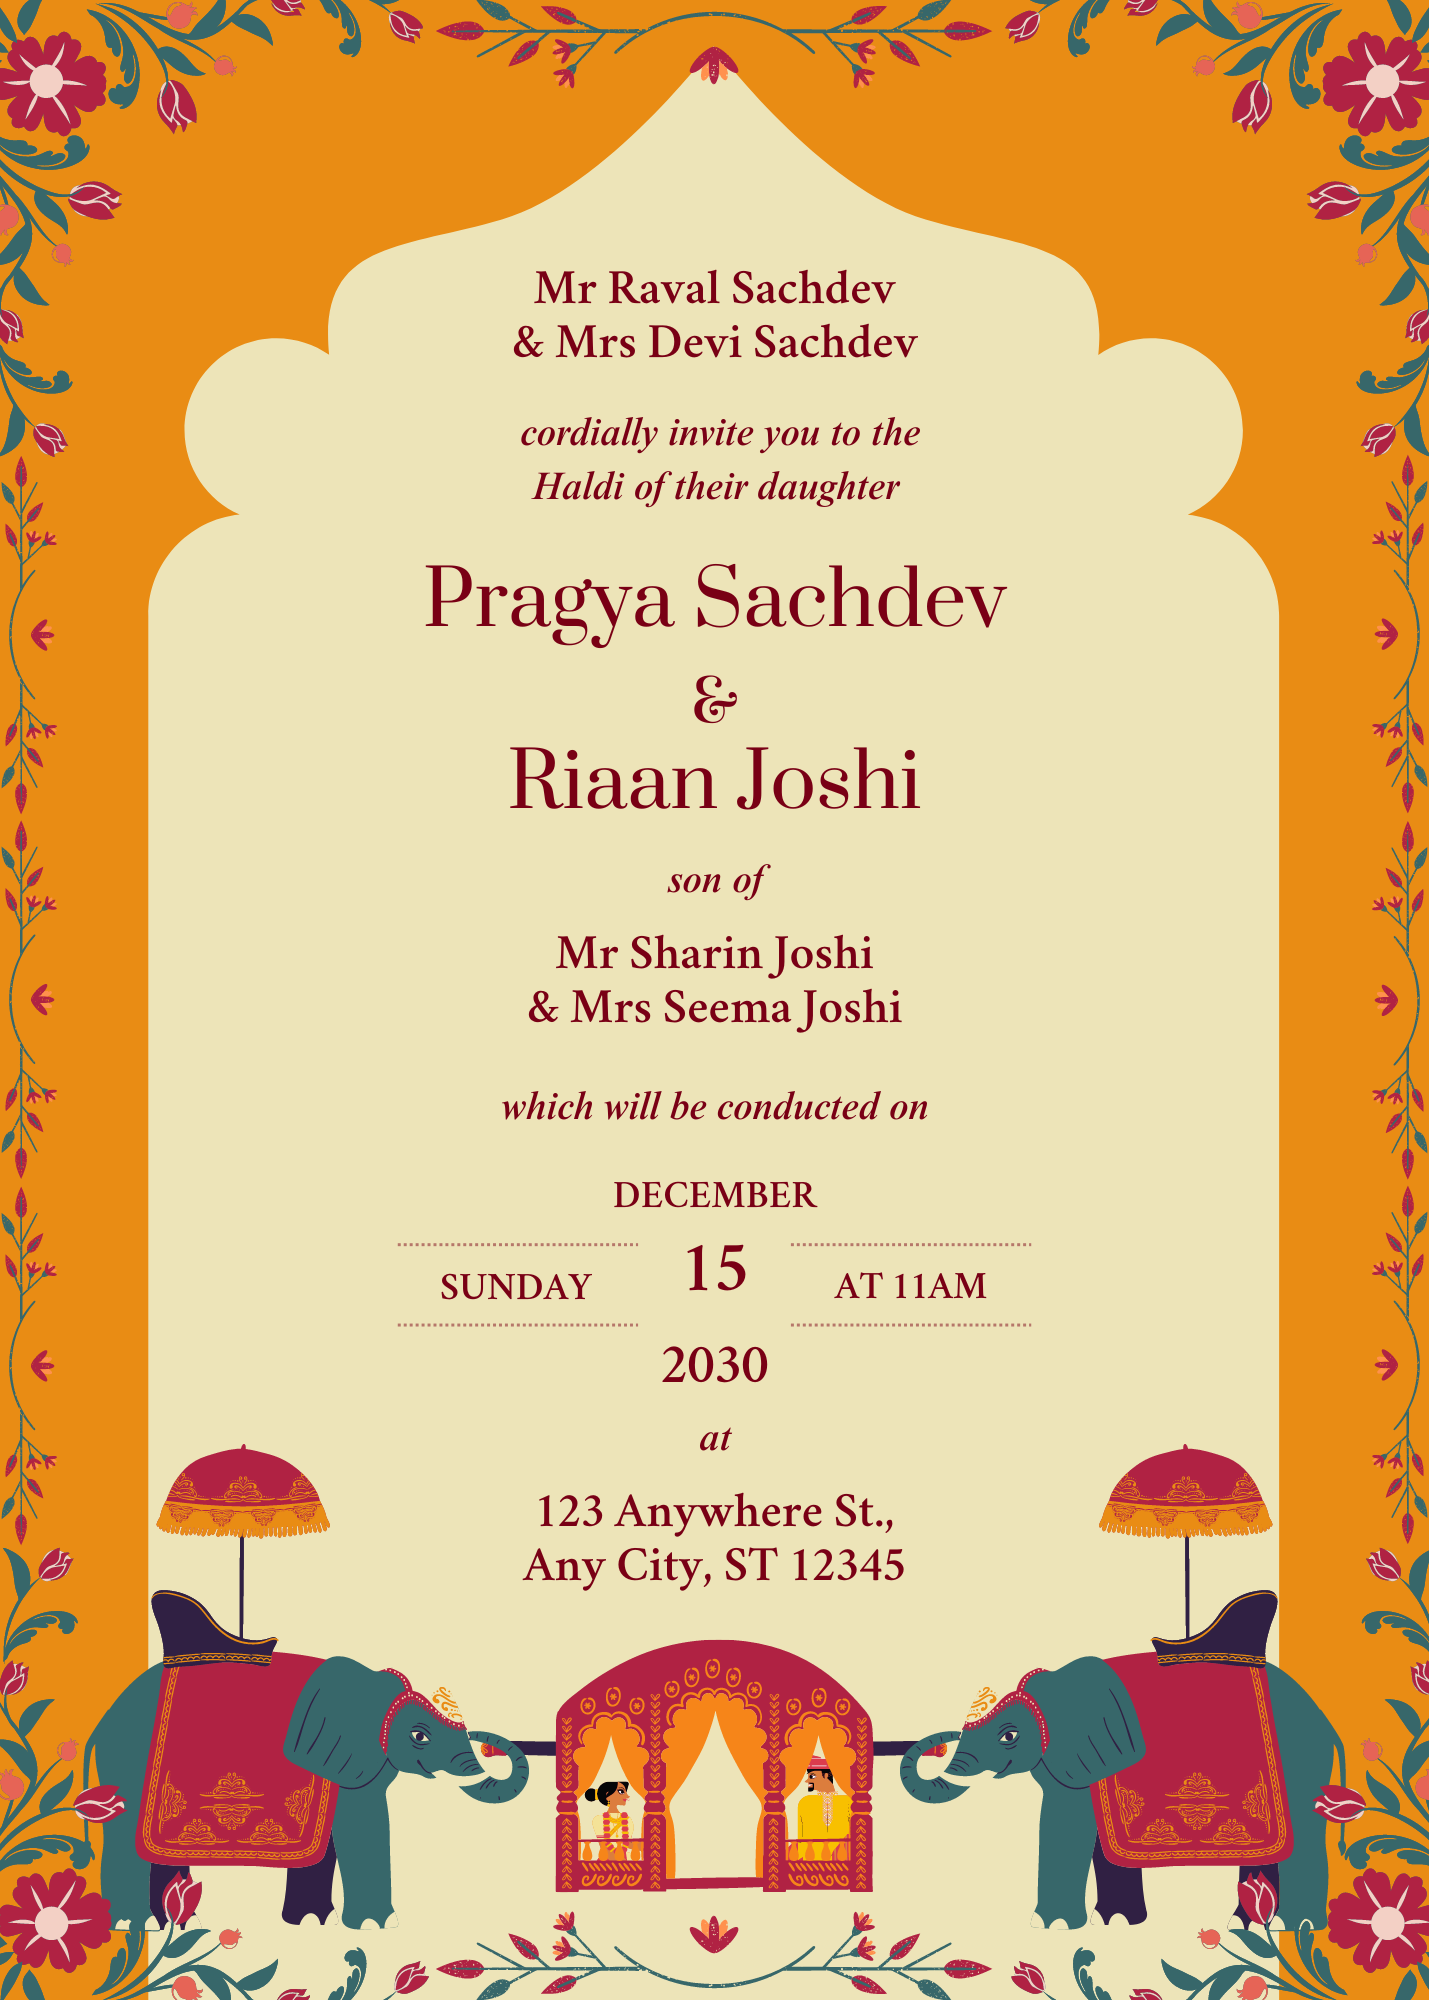 Mr Raval Sachdev
& Mrs Devi Sachdev
cordially invite you to the
Haldi of their daughter
Pragya Sachdev
&
Riaan Joshi
son of
Mr Sharin Joshi
& Mrs Seema Joshi
which will be conducted on
DECEMBER
SUNDAY 15 AT 11AM
2030
at
123 Anywhere St.,
Any City, ST 12345